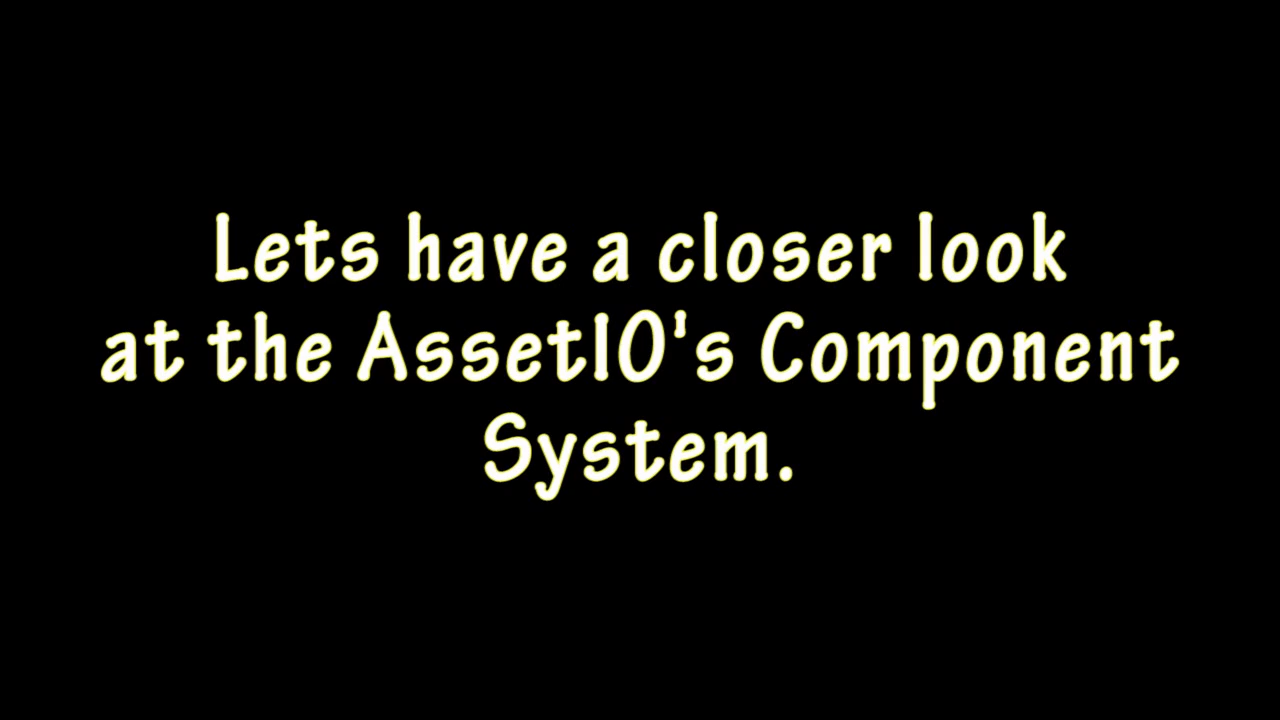 Lets have a closer look
at the AssetIO's Component
System.